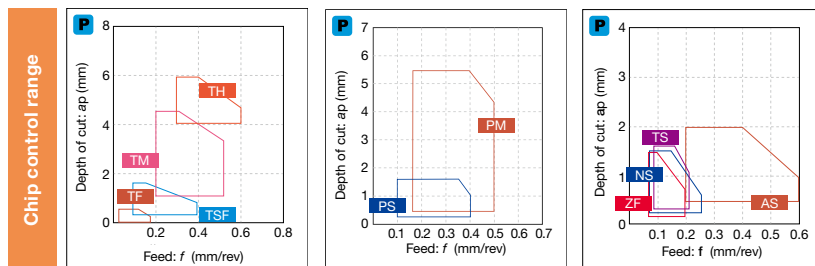 Chip control range
P
Depth of cut: ap (mm)
8
6
4
2
0
TH
TM
TF
TSF
0 0.2 0.4 0.6 0.8
Feed: f (mm/rev)
P
Depth of cut: ap (mm)
7
6
5
4
3
2
1
0
PM
PS
0.1 0.2 0.3 0.4 0.5 0.6 0.7
Feed: f (mm/rev)
P
Depth of cut: ap (mm)
4
3
2
1
0
TS
NS
ZF
AS
0.1 0.2 0.3 0.4 0.5 0.6
Feed: f (mm/rev)